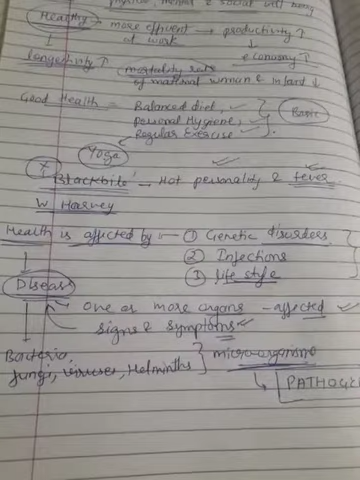 physical, mental & social well being
Healthy → more efficient → productivity ↑
at work
Longetivity ↑ economy ↑
mortality rate
of maternal woman & infant ↓
Good Health = Balanced diet,
personal Hygiene,
Regular Exercise
Basic
Yoga
Blackbile - Hot personality & fever
W Harvey
Health is affected by :- ① Genetic disorders
② Infections
③ life style
Disease
one or more organs - affected
signs & symptoms
Bacteria,
fungi, viruses, Helminths } micro-organisms
↳ PATHOGE